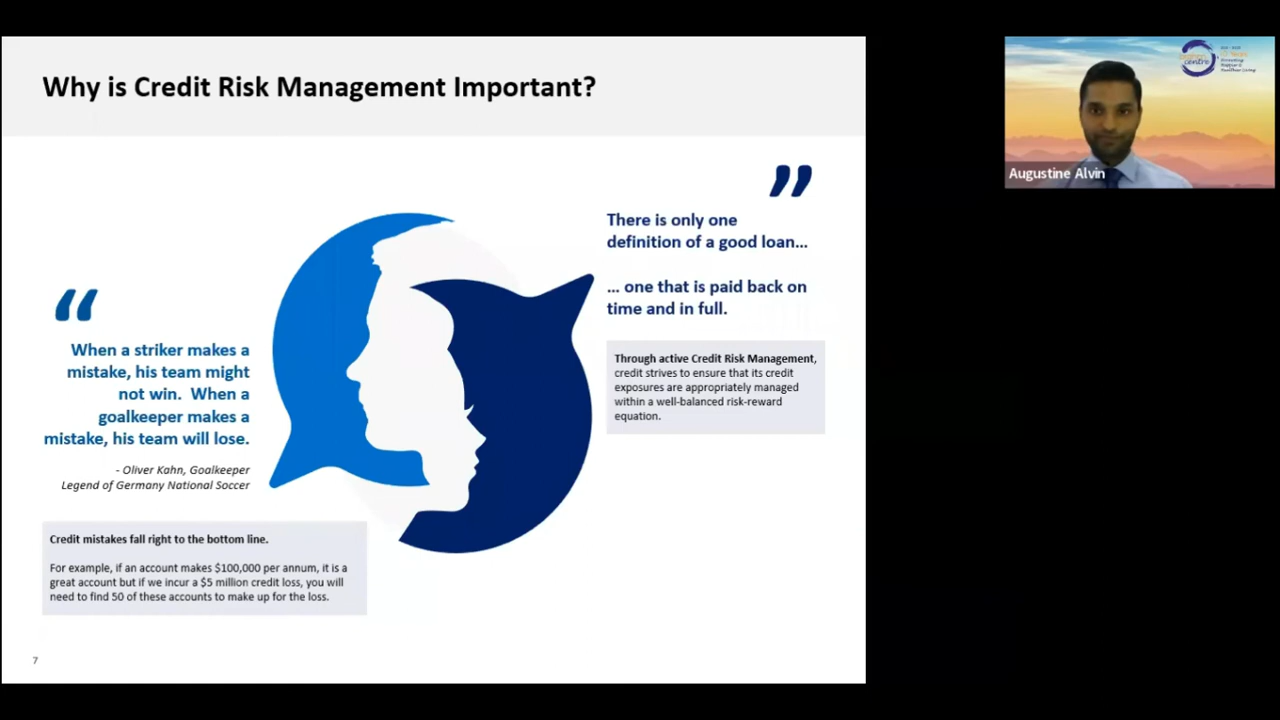 Why is Credit Risk Management Important?
“
When a striker makes a
mistake, his team might
not win. When a
goalkeeper makes a
mistake, his team will lose.
- Oliver Kahn, Goalkeeper
Legend of Germany National Soccer
Credit mistakes fall right to the bottom line.
For example, if an account makes $100,000 per annum, it is a
great account but if we incur a $5 million credit loss, you will
need to find 50 of these accounts to make up for the loss.
”
There is only one
definition of a good loan...
... one that is paid back on
time and in full.
Through active Credit Risk Management,
credit strives to ensure that its credit
exposures are appropriately managed
within a well-balanced risk-reward
equation.
7
centre
Augustine Alvin